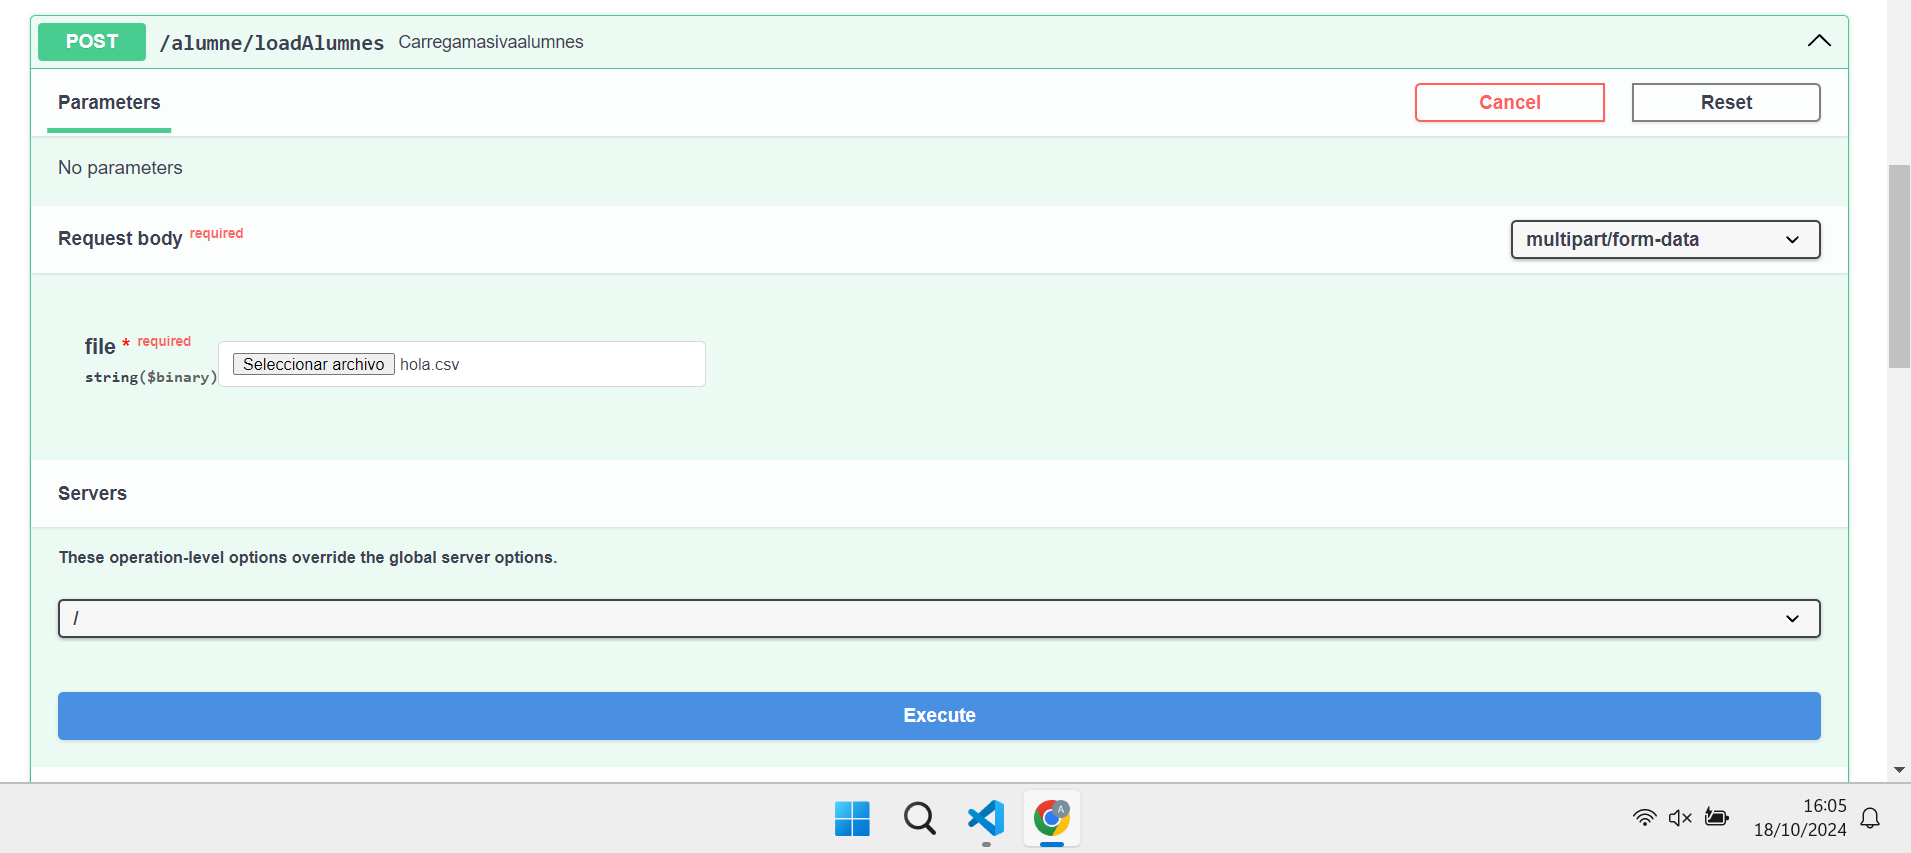 POST /alumne/loadAlumnes Carregamasivaalumnes
Parameters
Cancel
Reset
No parameters
Request body required
multipart/form-data
file * required
string($binary)
Seleccionar archivo hola.csv
Servers
These operation-level options override the global server options.
/
Execute
A
16:05
18/10/2024